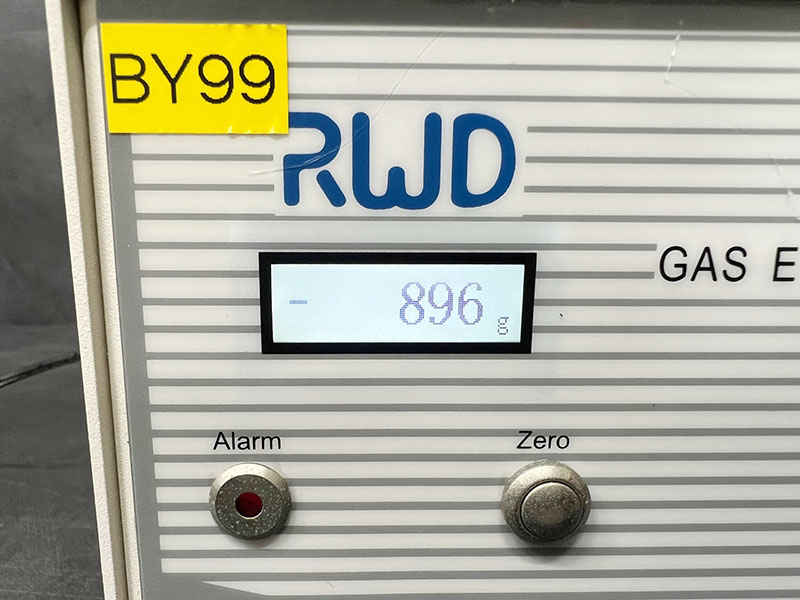 BY99
RWD
GAS E
- 896 g
Alarm
Zero